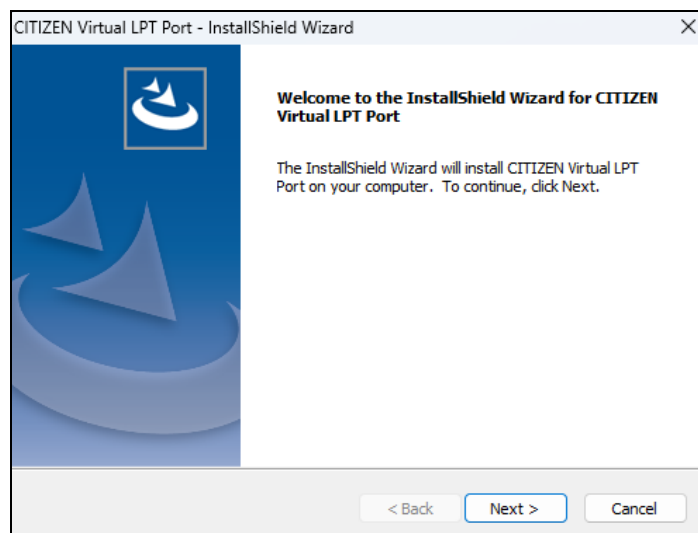 CITIZEN Virtual LPT Port - InstallShield Wizard
Welcome to the InstallShield Wizard for CITIZEN
Virtual LPT Port
The InstallShield Wizard will install CITIZEN Virtual LPT
Port on your computer.  To continue, click Next.
< Back
Next >
Cancel